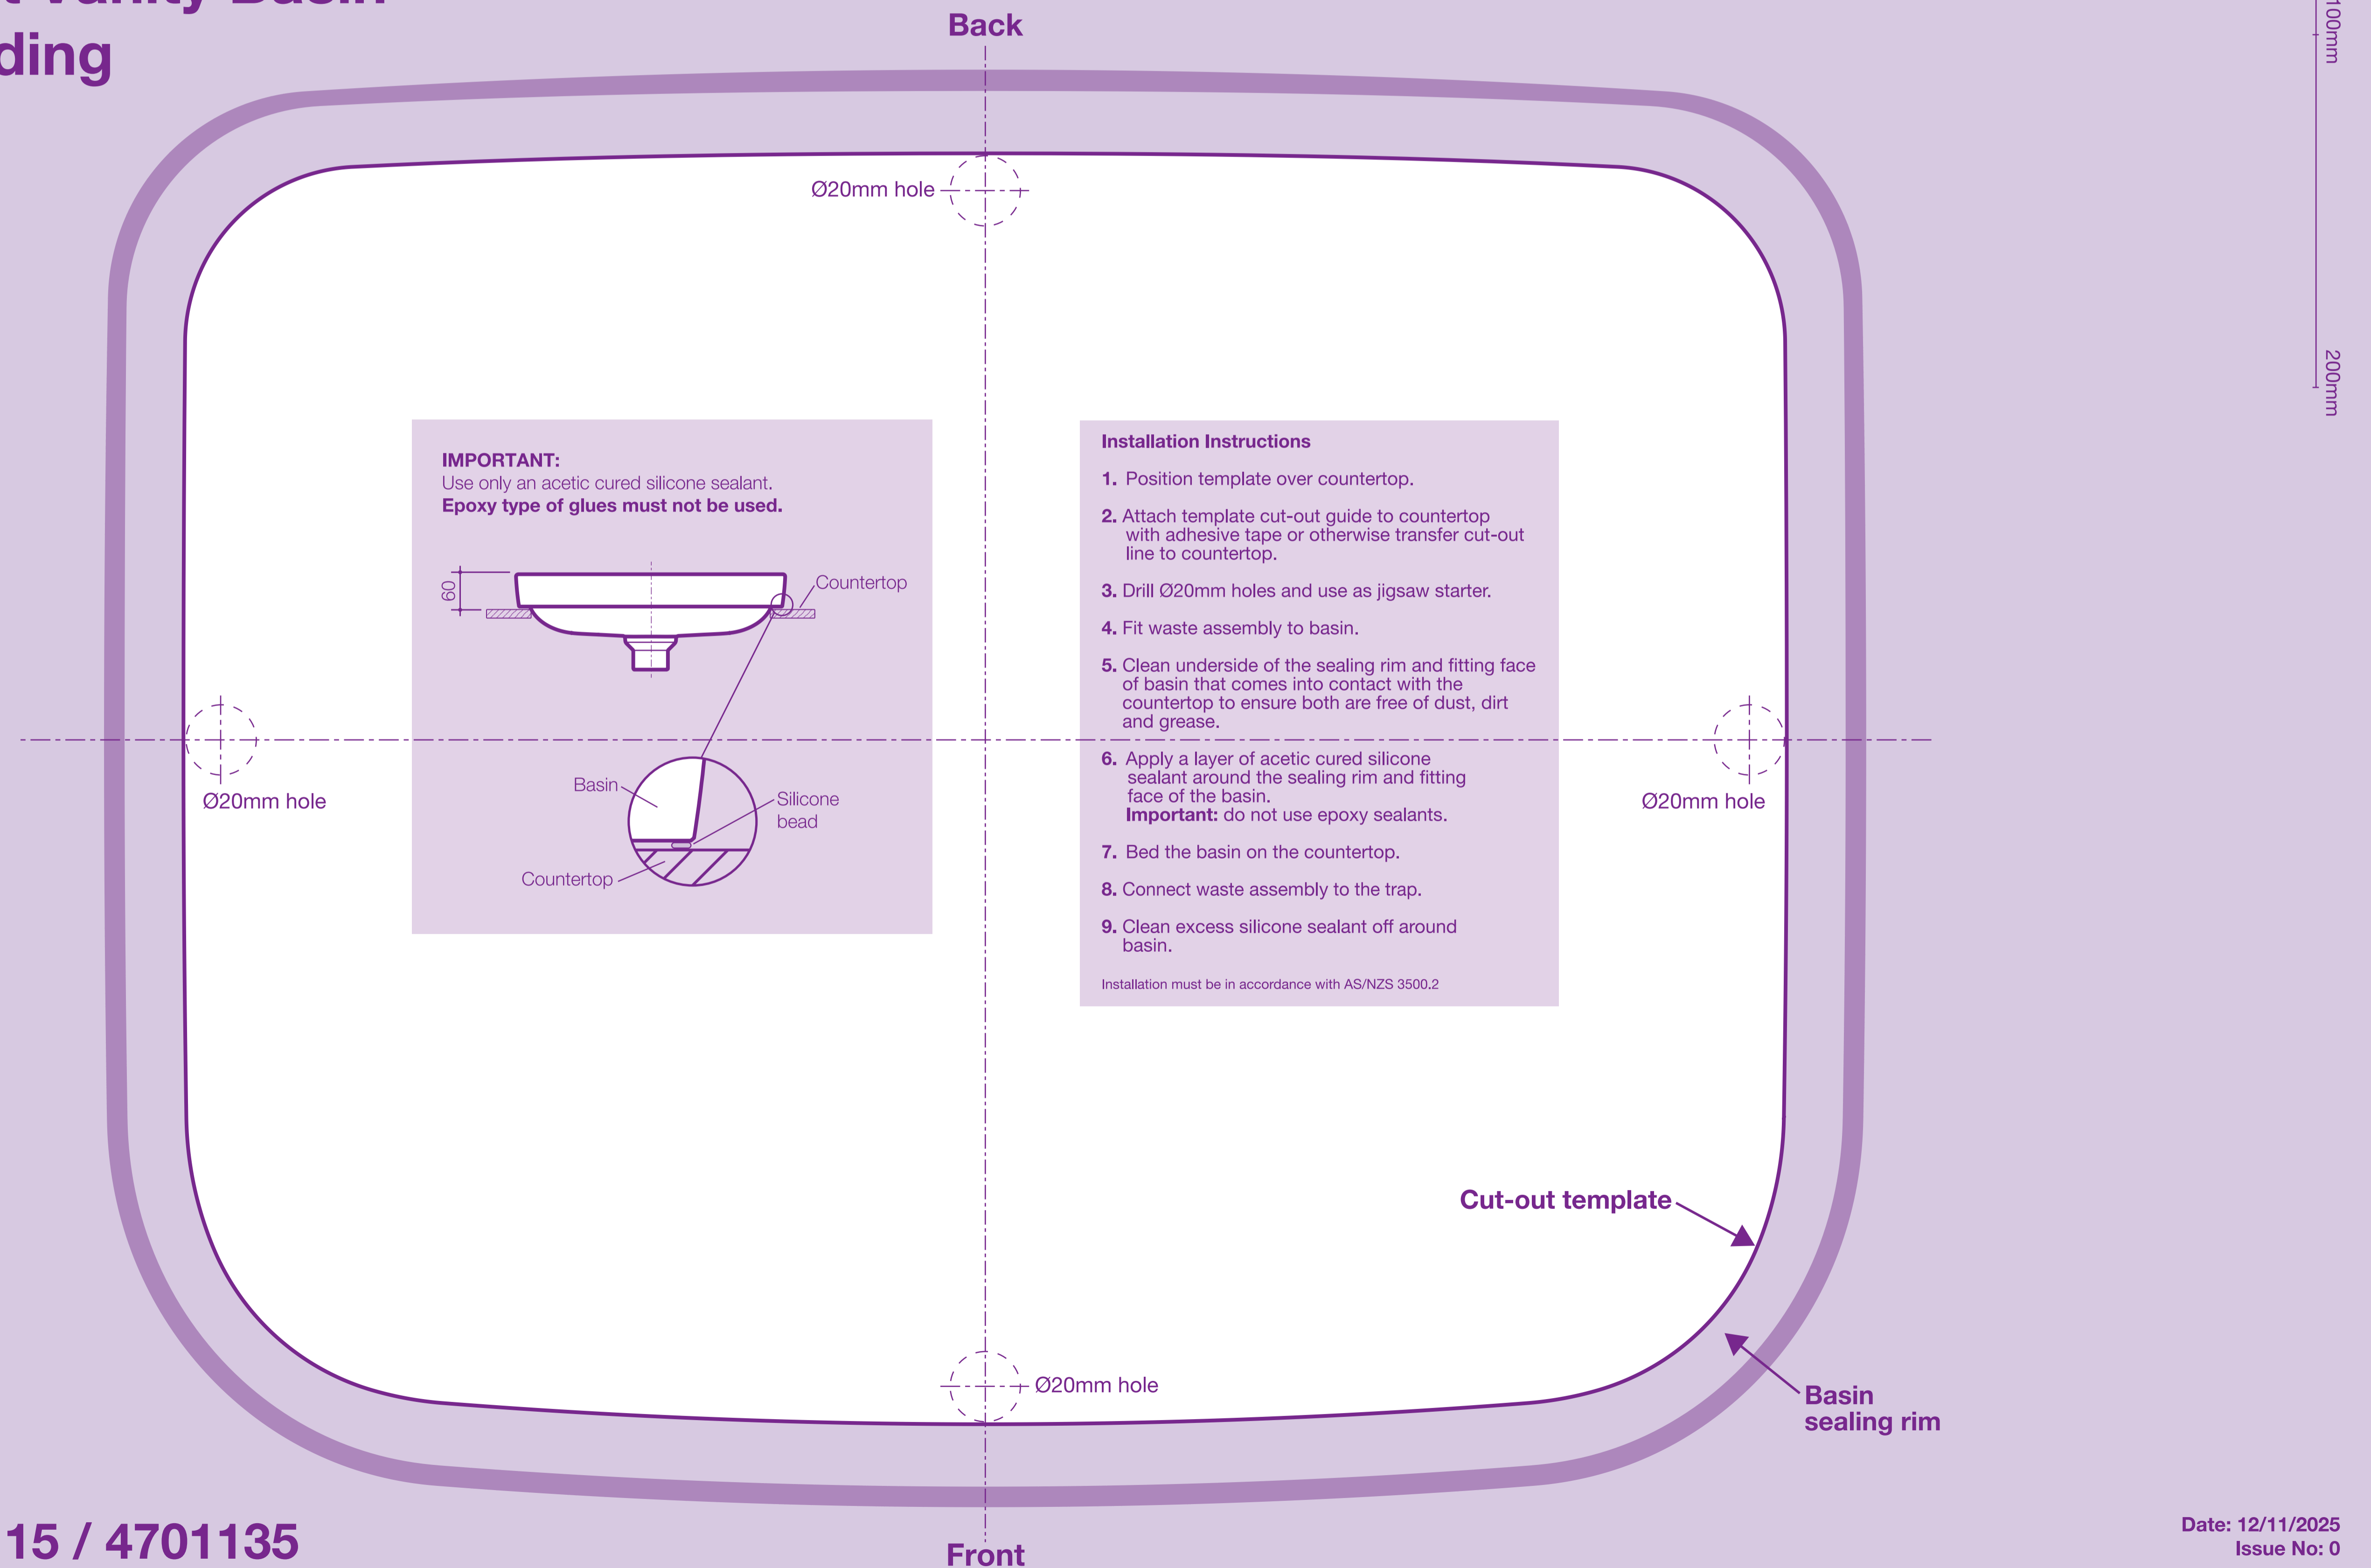 Vanity Basin
ding
Back
100mm
200mm
Ø20mm hole
IMPORTANT:
Use only an acetic cured silicone sealant.
Epoxy type of glues must not be used.
60
Countertop
Basin
Silicone
bead
Countertop
Installation Instructions
1. Position template over countertop.
2. Attach template cut-out guide to countertop
with adhesive tape or otherwise transfer cut-out
line to countertop.
3. Drill Ø20mm holes and use as jigsaw starter.
4. Fit waste assembly to basin.
5. Clean underside of the sealing rim and fitting face
of basin that comes into contact with the
countertop to ensure both are free of dust, dirt
and grease.
6. Apply a layer of acetic cured silicone
sealant around the sealing rim and fitting
face of the basin.
Important: do not use epoxy sealants.
7. Bed the basin on the countertop.
8. Connect waste assembly to the trap.
9. Clean excess silicone sealant off around
basin.
Installation must be in accordance with AS/NZS 3500.2
Ø20mm hole
Ø20mm hole
Cut-out template
Ø20mm hole
Basin
sealing rim
15 / 4701135
Front
Date: 12/11/2025
Issue No: 0